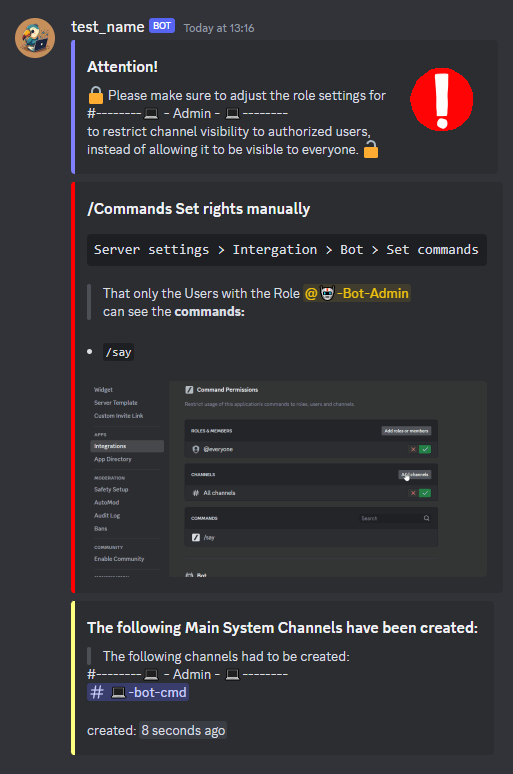 test_name BOT Today at 13:16
Attention!
🔒 Please make sure to adjust the role settings for
#-------- 💻 - Admin - 💻 --------
to restrict channel visibility to authorized users,
instead of allowing it to be visible to everyone. 🔓
/Commands Set rights manually
Server settings > Intergation > Bot > Set commands
That only the Users with the Role @🤖-Bot-Admin
can see the commands:
• /say
Widget
Server Template
Custom Invite Link
APPS
Integrations
App Directory
MODERATION
Safety Setup
AutoMod
Audit Log
Bans
COMMUNITY
Enable Community
Command Permissions
Restrict usage of this application's commands to roles, users and channels.
ROLES & MEMBERS
Add roles or members
@everyone
CHANNELS
Add channels
# All channels
COMMANDS
Search
/say
Bot
The following Main System Channels have been created:
The following channels had to be created:
#-------- 💻 - Admin - 💻 --------
# 💻-bot-cmd
created: 8 seconds ago